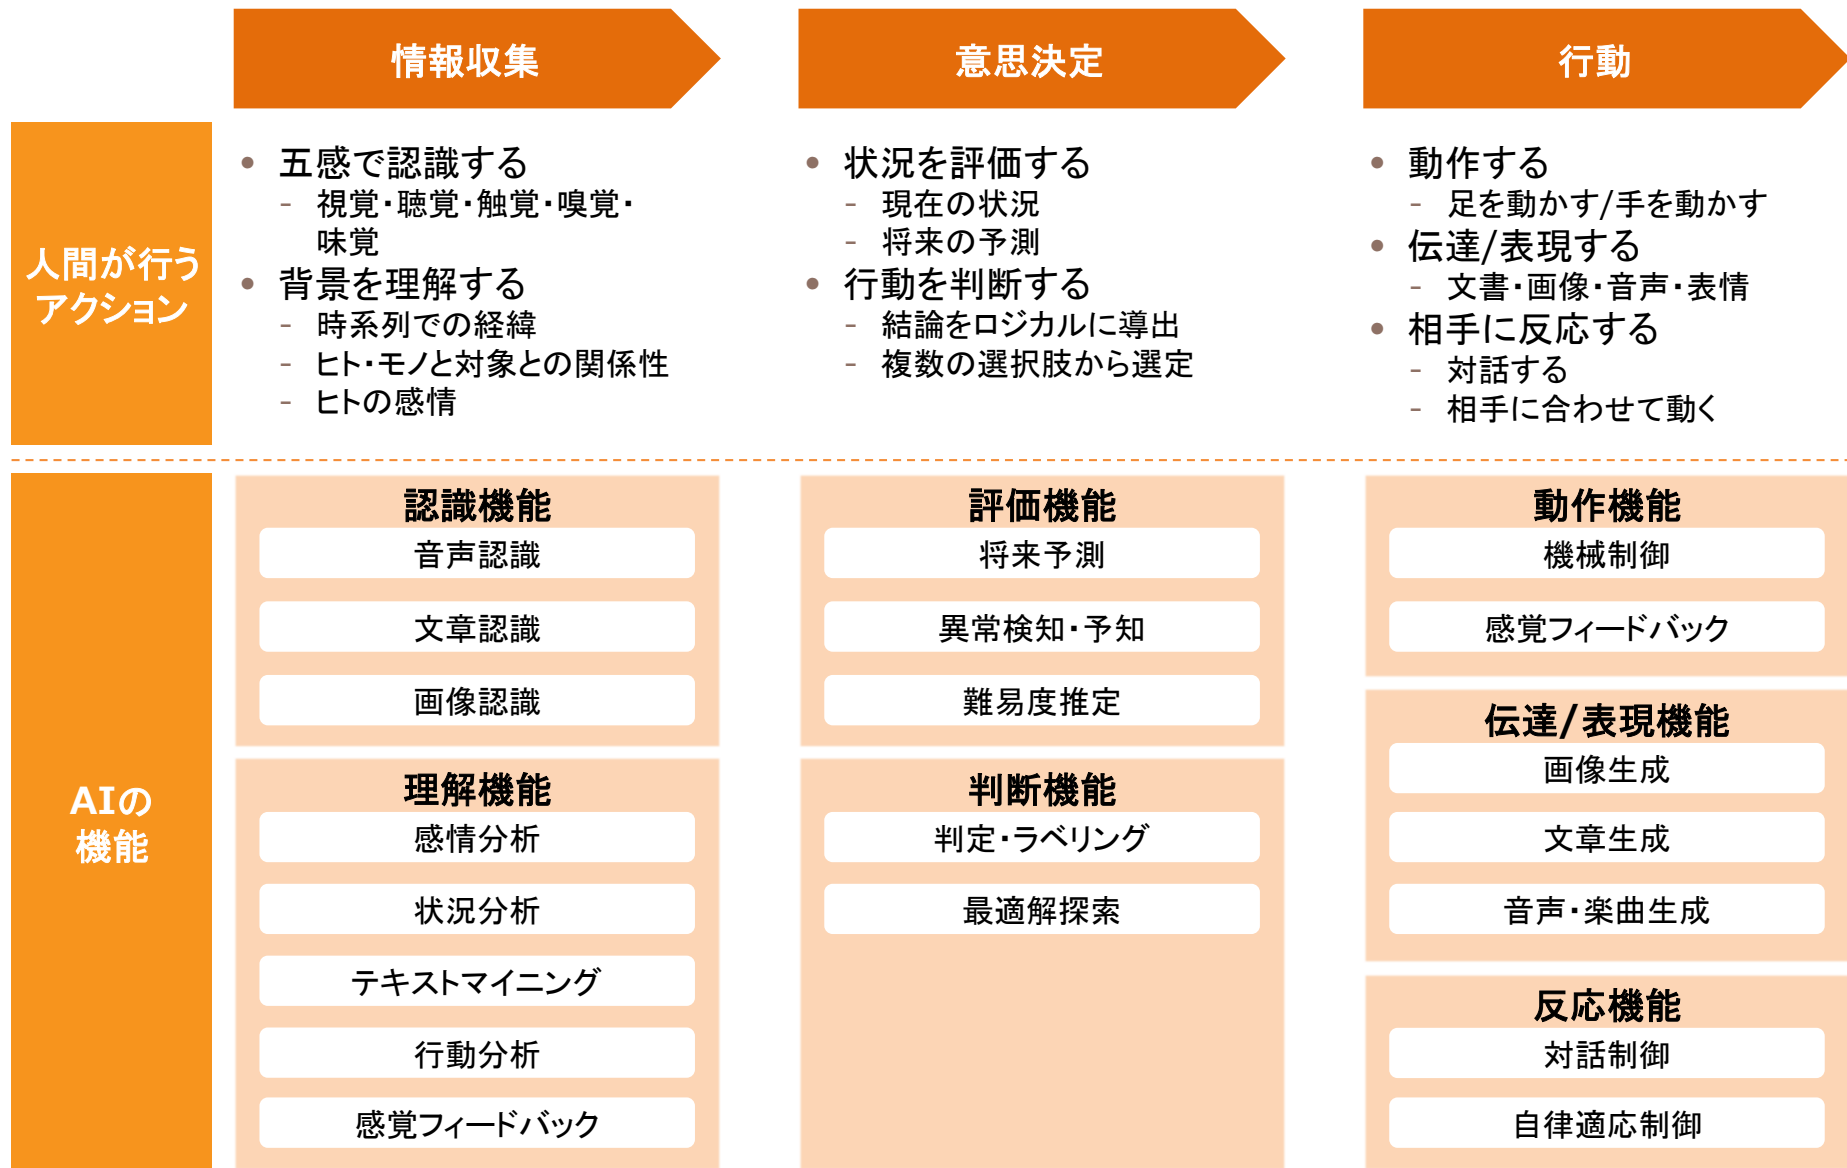 情報収集
意思決定
行動
人間が行う
アクション
• 五感で認識する
- 視覚・聴覚・触覚・嗅覚・
味覚
• 背景を理解する
- 時系列での経緯
- ヒト・モノと対象との関係性
- ヒトの感情
• 状況を評価する
- 現在の状況
- 将来の予測
• 行動を判断する
- 結論をロジカルに導出
- 複数の選択肢から選定
• 動作する
- 足を動かす/手を動かす
• 伝達/表現する
- 文書・画像・音声・表情
• 相手に反応する
- 対話する
- 相手に合わせて動く
AIの
機能
認識機能
音声認識
文章認識
画像認識
理解機能
感情分析
状況分析
テキストマイニング
行動分析
感覚フィードバック
評価機能
将来予測
異常検知・予知
難易度推定
判断機能
判定・ラベリング
最適解探索
動作機能
機械制御
感覚フィードバック
伝達/表現機能
画像生成
文章生成
音声・楽曲生成
反応機能
対話制御
自律適応制御